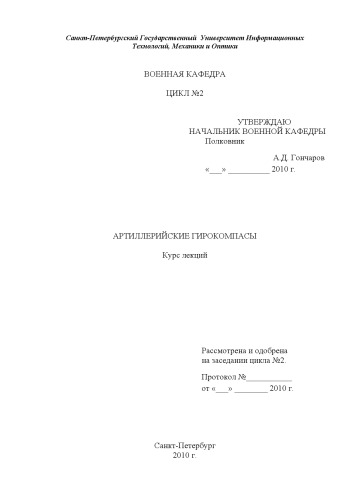 Санкт-Петербургский Государственный Университет Информационных
Технологий, Механики и Оптики
ВОЕННАЯ КАФЕДРА
ЦИКЛ №2
УТВЕРЖДАЮ
НАЧАЛЬНИК ВОЕННОЙ КАФЕДРЫ
Полковник
А.Д. Гончаров
«___» __________ 2010 г.
АРТИЛЛЕРИЙСКИЕ ГИРОКОМПАСЫ
Курс лекций
Рассмотрена и одобрена
на заседании цикла №2.
Протокол №___________
от «___» ________ 2010 г.
Санкт-Петербург
2010 г.